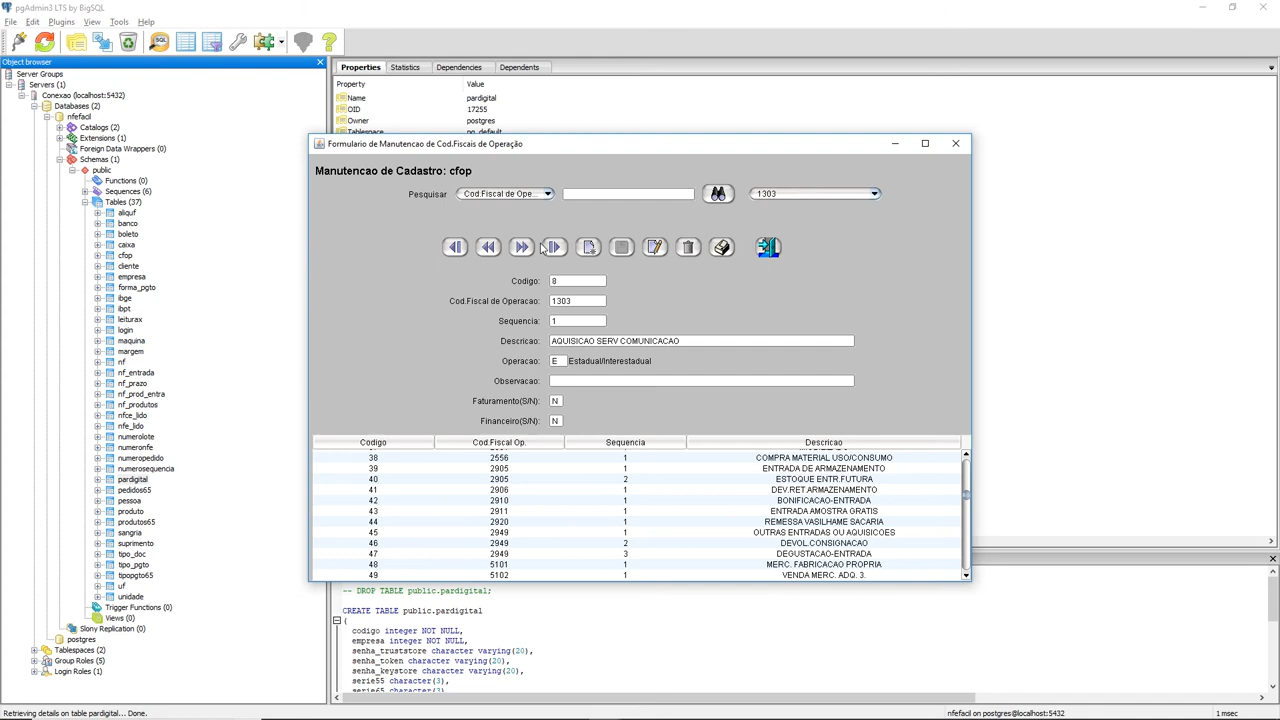 pgAdmin3 LTS by BigSQL
File Edit Plugins View Tools Help
Object browser
Server Groups
Servers (1)
Conexao (localhost:5432)
Databases (2)
nfefacil
Catalogs (2)
Extensions (1)
Foreign Data Wrappers (0)
Schemas (1)
public
Functions (0)
Sequences (6)
Tables (37)
aliquf
banco
boleto
caixa
cfop
cliente
empresa
forma_pgto
ibge
ibpt
leiturax
login
maquina
margem
nf
nf_entrada
nf_prazo
nf_prod_entra
nf_produtos
nfce_lido
nfe_lido
numerolote
numeronfe
numeropedido
numerosequencia
pardigital
pedidos65
pessoa
produto
produtos65
sangria
suprimento
tipo_doc
tipo_pgto
tipopgto65
uf
unidade
Trigger Functions (0)
Views (0)
Slony Replication (0)
postgres
Tablespaces (2)
Group Roles (5)
Login Roles (1)
Properties Statistics Dependencies Dependents
Property Value
Name pardigital
OID 17255
Owner postgres
Tablespace pg_default
Formulario de Manutencao de Cod.Fiscais de Operação
Manutencao de Cadastro: cfop
Pesquisar Cod.Fiscal de Ope... 1303
Codigo: 8
Cod.Fiscal de Operacao: 1303
Sequencia: 1
Descricao: AQUISICAO SERV COMUNICACAO
Operacao: E Estadual/Interestadual
Observacao:
Faturamento(S/N): N
Financeiro(S/N): N
Codigo Cod.Fiscal Op. Sequencia Descricao
38 2556 1 COMPRA MATERIAL USO/CONSUMO
39 2905 1 ENTRADA DE ARMAZENAMENTO
40 2905 2 ESTOQUE ENTR.FUTURA
41 2906 1 DEV.RET.ARMAZENAMENTO
42 2910 1 BONIFICACAO-ENTRADA
43 2911 1 ENTRADA AMOSTRA GRATIS
44 2920 1 REMESSA VASILHAME SACARIA
45 2949 1 OUTRAS ENTRADAS OU AQUISICOES
46 2949 2 DEVOL.CONSIGNACAO
47 2949 3 DEGUSTACAO-ENTRADA
48 5101 1 MERC. FABRICACAO PROPRIA
49 5102 1 VENDA MERC. ADQ. 3.
-- DROP TABLE public.pardigital;
CREATE TABLE public.pardigital
(
codigo integer NOT NULL,
empresa integer NOT NULL,
senha_truststore character varying(20),
senha_token character varying(20),
senha_keystore character varying(20),
serie55 character(3),
serie65 character(3),
Retrieving details on table pardigital... Done. nfefacil on postgres@localhost:5432 1 msec